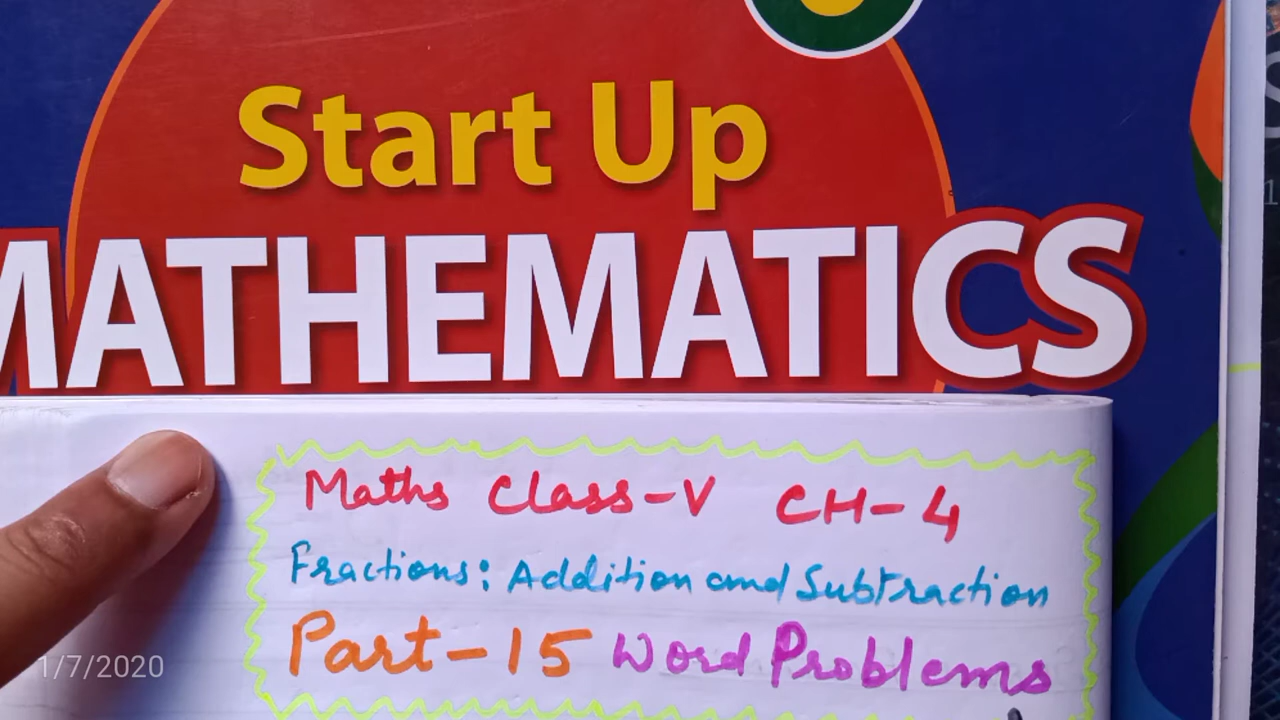 Start Up
MATHEMATICS
Maths Class-V CH-4
Fractions: Addition and Subtraction
Part-15 Word Problems
1/7/2020